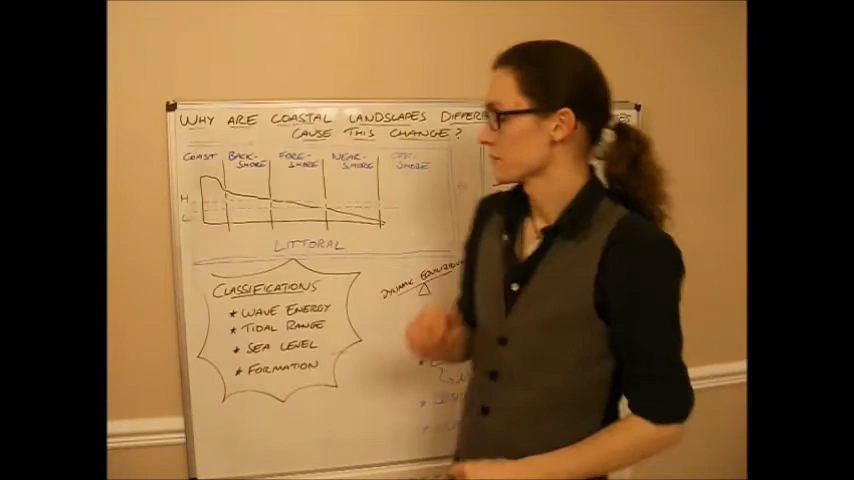 WHY ARE COASTAL LANDSCAPES
CAUSE THIS CHANGE?
COAST BACK-SHORE FORE-SHORE NEAR-SHORE OFF-SHORE
H
L
LITTORAL
DYNAMIC EQUILIBRIUM
CLASSIFICATIONS
* WAVE ENERGY
* TIDAL RANGE
* SEA LEVEL
* FORMATION